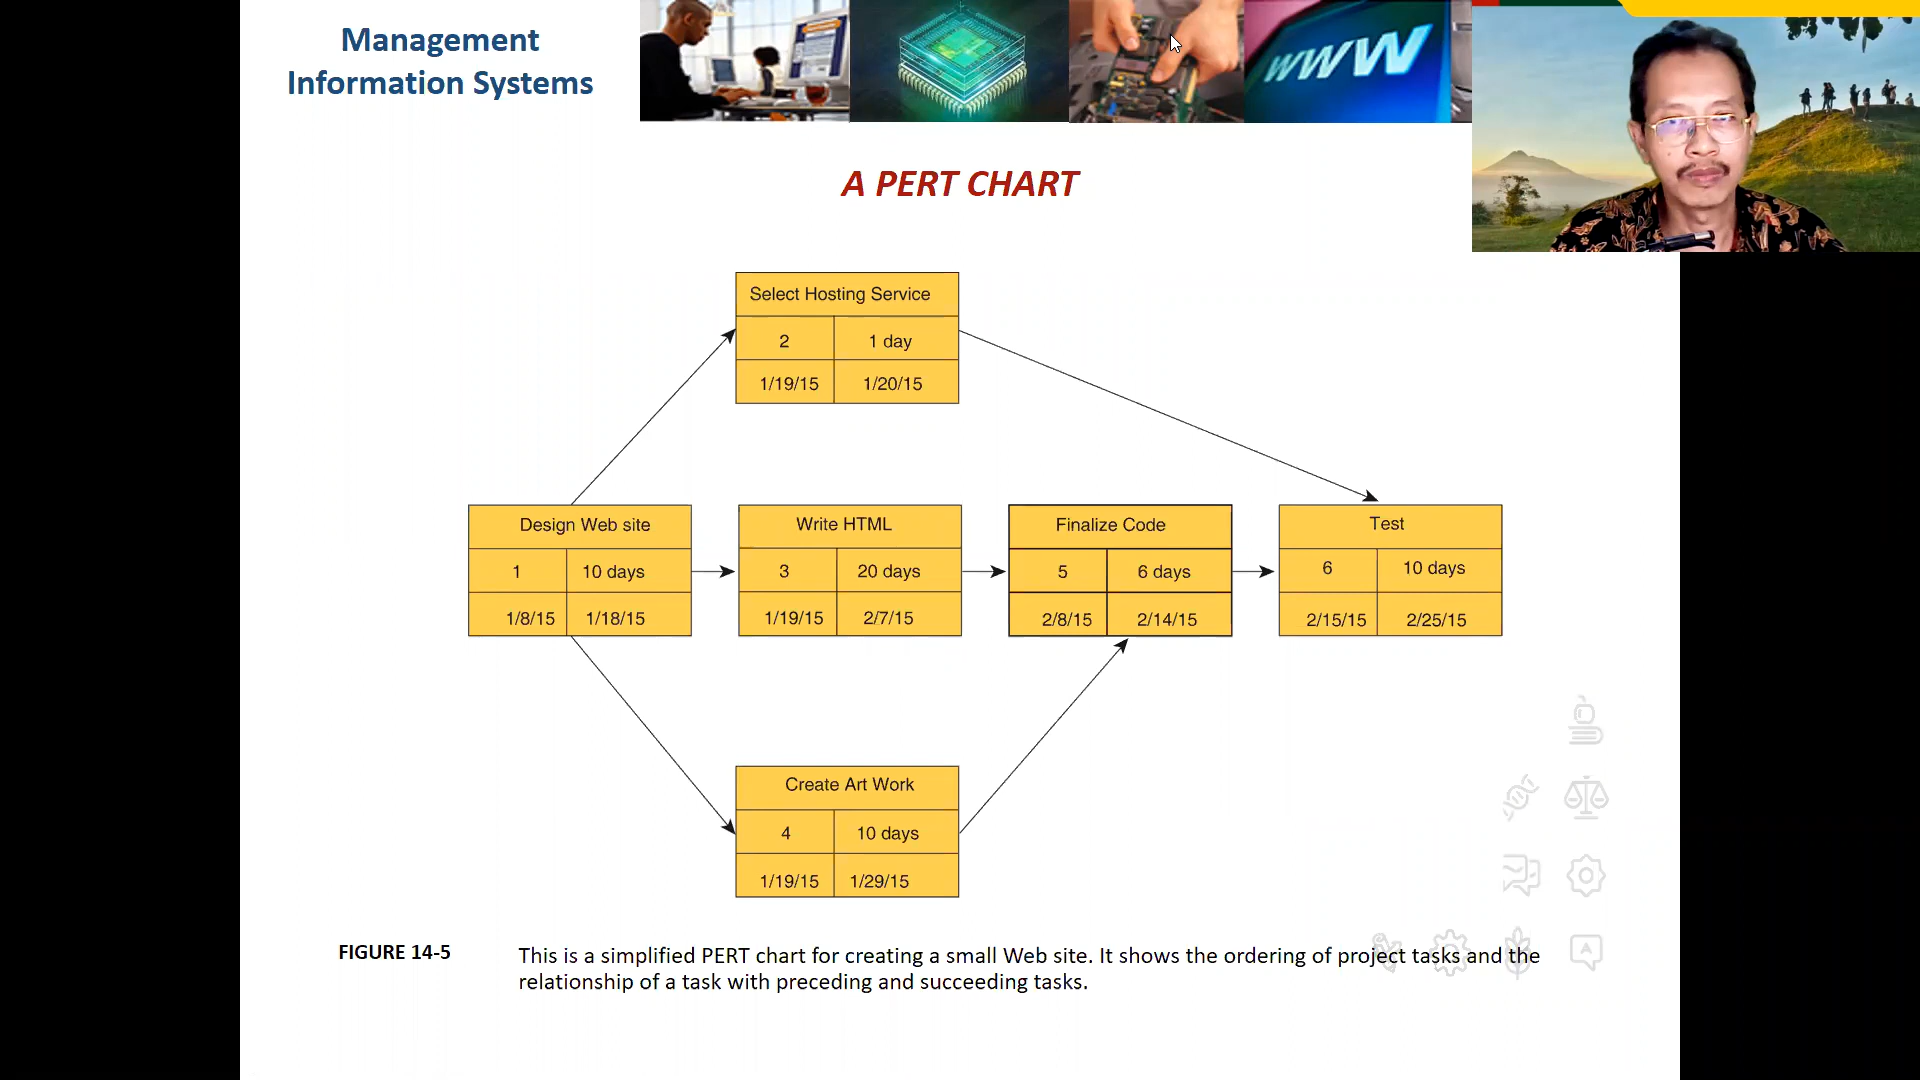 Management
Information Systems
WWW
A PERT CHART
Select Hosting Service
2 1 day
1/19/15 1/20/15
Design Web site
1 10 days
1/8/15 1/18/15
Write HTML
3 20 days
1/19/15 2/7/15
Finalize Code
5 6 days
2/8/15 2/14/15
Test
6 10 days
2/15/15 2/25/15
Create Art Work
4 10 days
1/19/15 1/29/15
A
FIGURE 14-5
This is a simplified PERT chart for creating a small Web site. It shows the ordering of project tasks and the
relationship of a task with preceding and succeeding tasks.